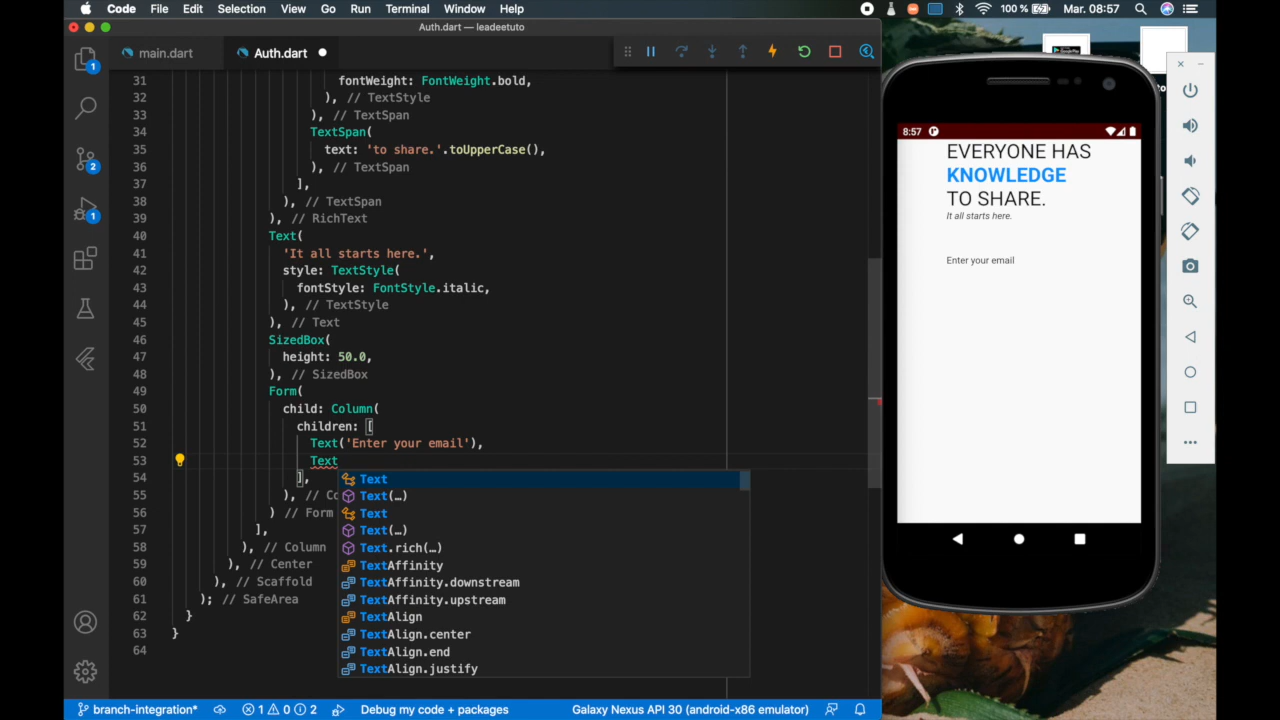 Code File Edit Selection View Go Run Terminal Window Help
100 % Mar. 08:57
Auth.dart — leadeetuto
main.dart
Auth.dart
1
2
1
31 fontWeight: FontWeight.bold,
32 ), // TextStyle
33 ), // TextSpan
34 TextSpan(
35 text: 'to share.'.toUpperCase(),
36 ), // TextSpan
37 ],
38 ), // TextSpan
39 ), // RichText
40 Text(
41 'It all starts here.',
42 style: TextStyle(
43 fontStyle: FontStyle.italic,
44 ), // TextStyle
45 ), // Text
46 SizedBox(
47 height: 50.0,
48 ), // SizedBox
49 Form(
50 child: Column(
51 children: [
52 Text('Enter your email'),
53 Text
54 ],
55 ), // Co
56 ) // Form
57 ],
58 ), // Column
59 ), // Center
60 ), // Scaffold
61 ); // SafeArea
62 }
63 }
64
Text
Text(…)
Text
Text(…)
Text.rich(…)
TextAffinity
TextAffinity.downstream
TextAffinity.upstream
TextAlign
TextAlign.center
TextAlign.end
TextAlign.justify
branch-integration* 1 0 2 Debug my code + packages Galaxy Nexus API 30 (android-x86 emulator)
8:57
EVERYONE HAS
KNOWLEDGE
TO SHARE.
It all starts here.
Enter your email